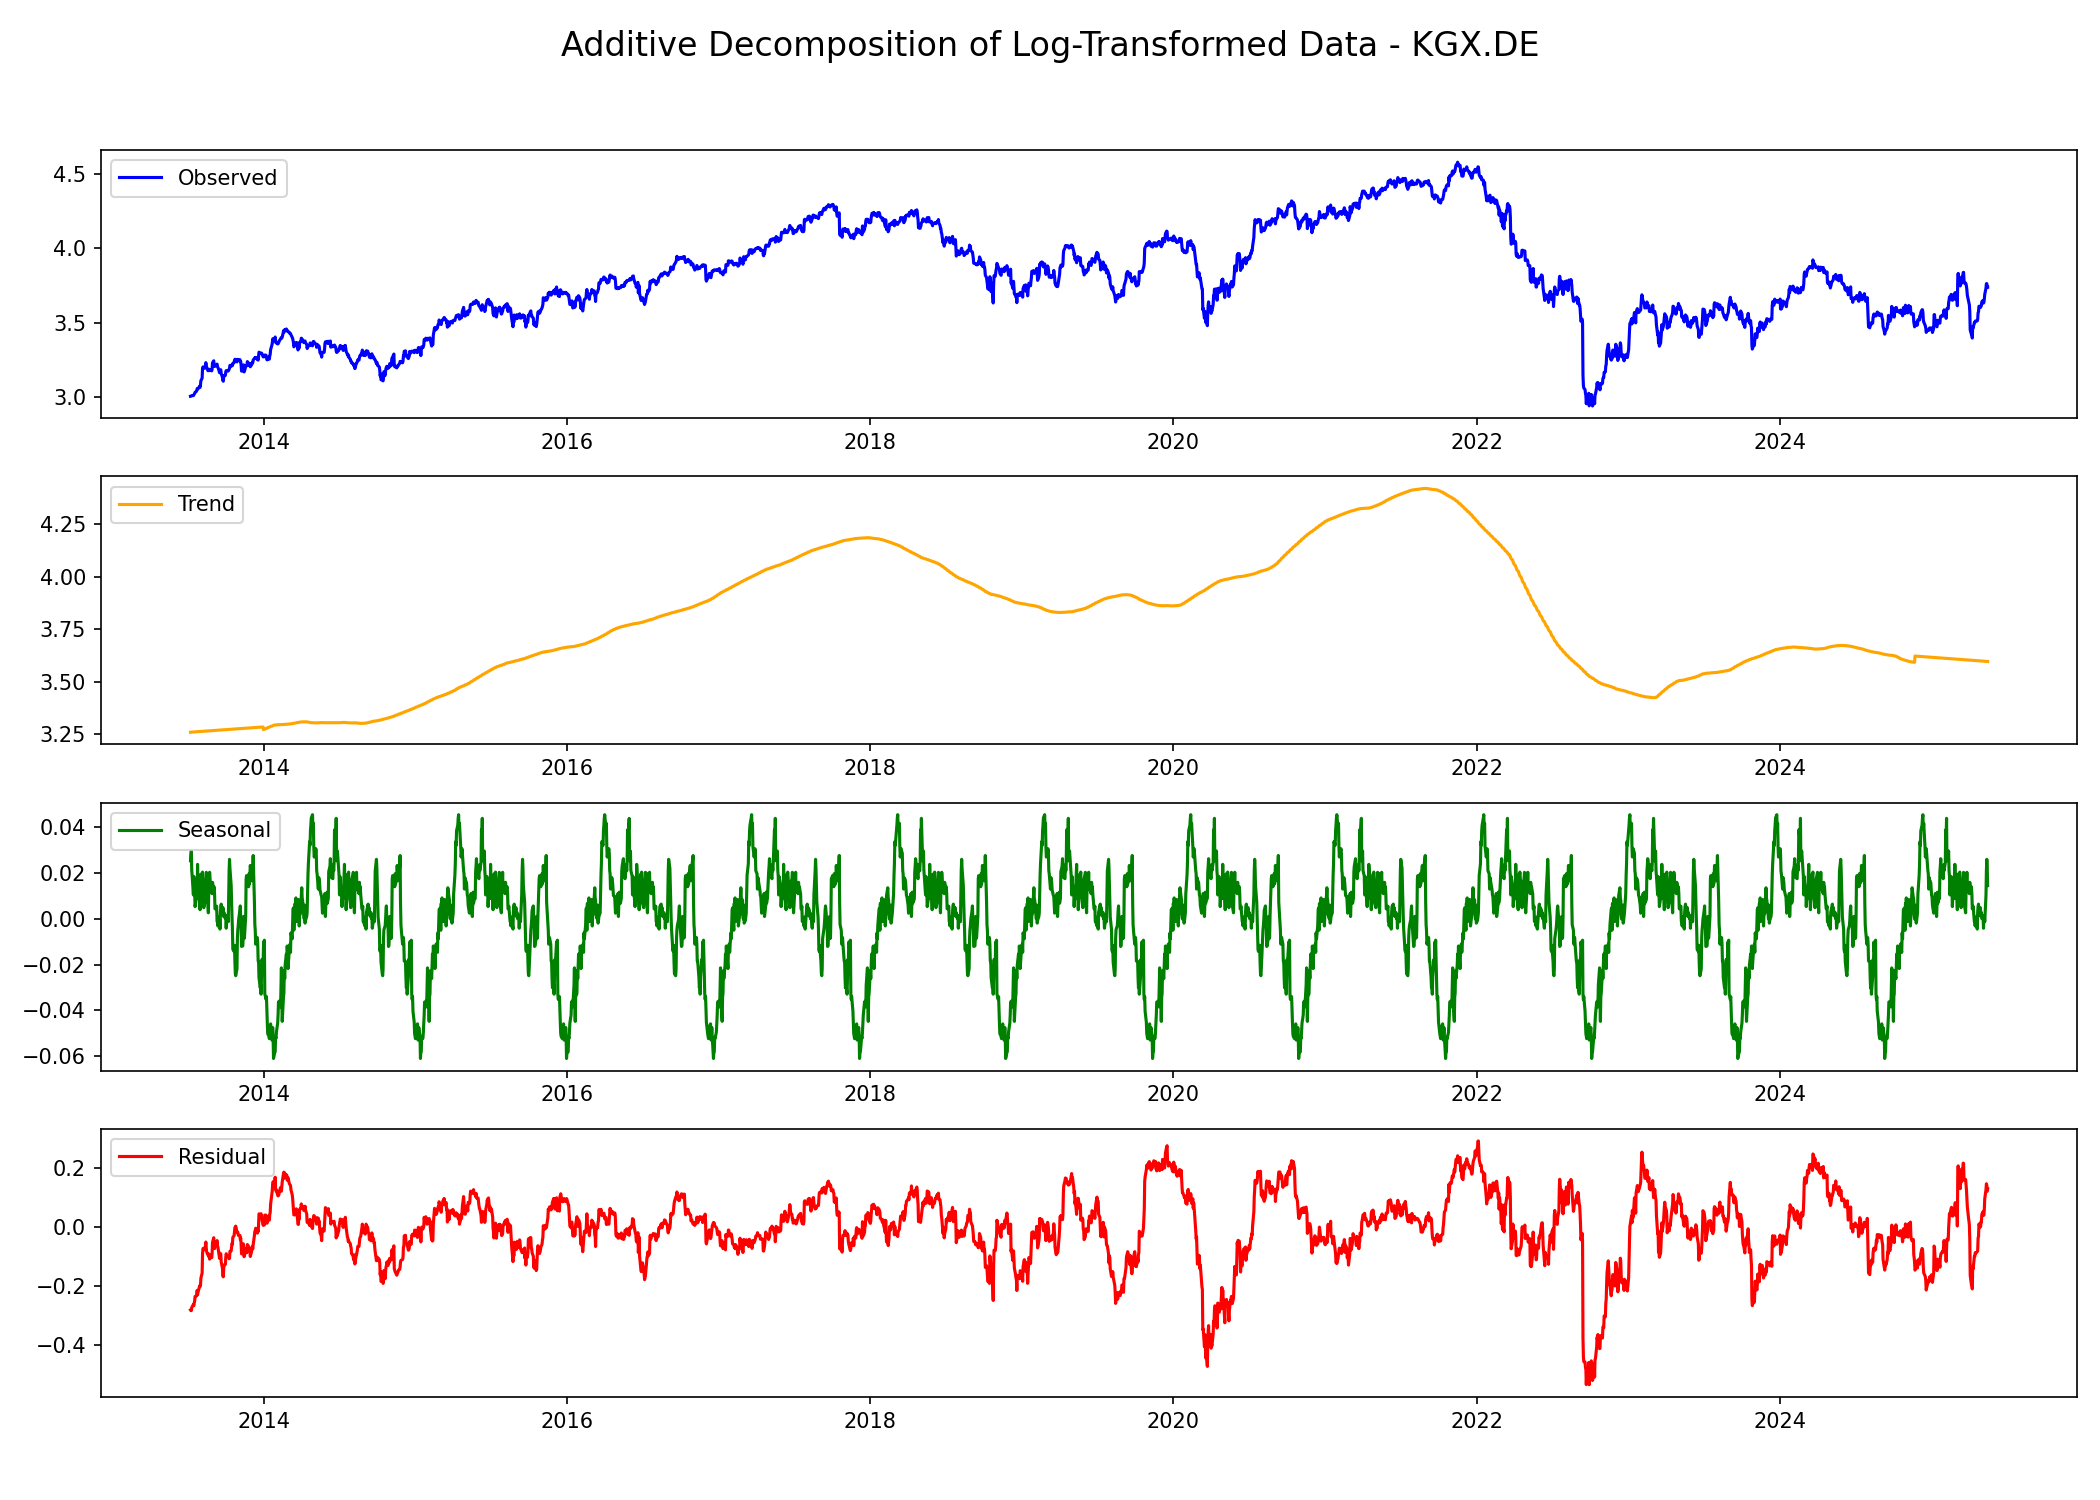 Additive Decomposition of Log-Transformed Data - KGX.DE
Observed
4.5
4.0
3.5
3.0
2014 2016 2018 2020 2022 2024
Trend
4.25
4.00
3.75
3.50
3.25
2014 2016 2018 2020 2022 2024
Seasonal
0.04
0.02
0.00
−0.02
−0.04
−0.06
2014 2016 2018 2020 2022 2024
Residual
0.2
0.0
−0.2
−0.4
2014 2016 2018 2020 2022 2024